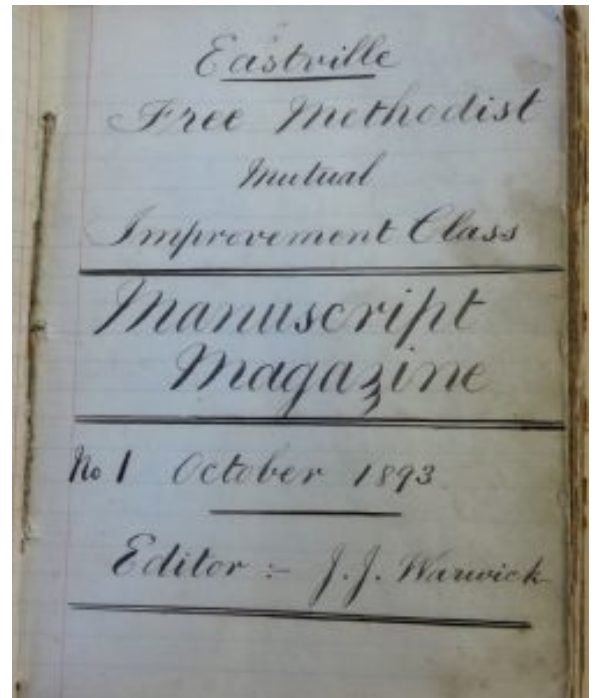 Eastville
Free Methodist
Mutual
Improvement Class
Manuscript
Magazine
No 1 October 1893
Editor :- J. J. Warwick